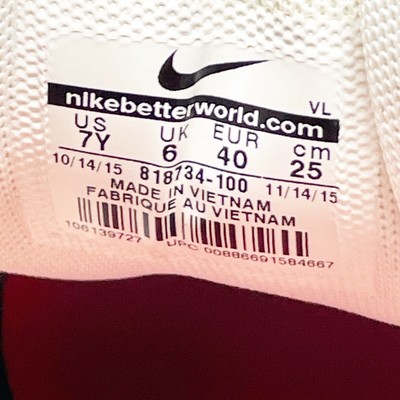 nikebetterworld.com
VL
US UK EUR cm
7Y 6 40 25
10/14/15 818734-100 11/14/15
MADE IN VIETNAM
FABRIQUÉ AU VIETNAM
106139727 UPC 00886691584667